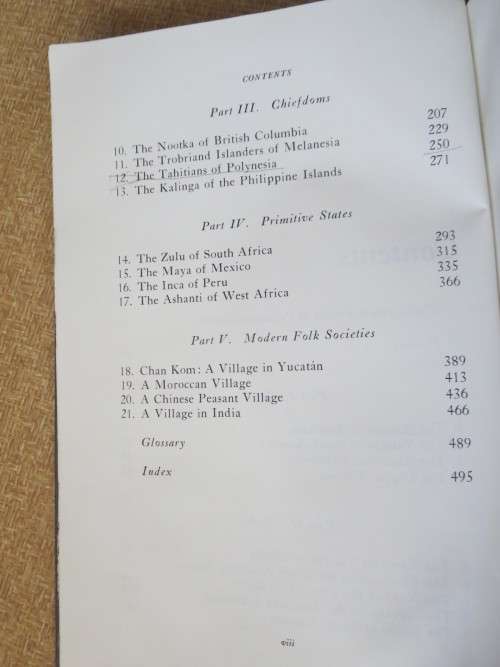 CONTENTS
Part III. Chiefdoms
10. The Nootka of British Columbia 207
11. The Trobriand Islanders of Melanesia 229
12. The Tahitians of Polynesia 250
13. The Kalinga of the Philippine Islands 271
Part IV. Primitive States
14. The Zulu of South Africa 293
15. The Maya of Mexico 315
16. The Inca of Peru 335
17. The Ashanti of West Africa 366
Part V. Modern Folk Societies
18. Chan Kom: A Village in Yucatán 389
19. A Moroccan Village 413
20. A Chinese Peasant Village 436
21. A Village in India 466
Glossary 489
Index 495
viii